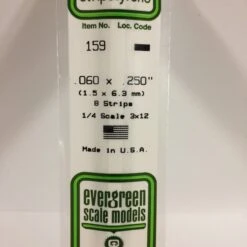 Item No. Loc. Code
159
.060 x .250"
(1.5 x 6.3 mm)
8 Strips
1/4 Scale 3x12
Made in U.S.A.
evergreen
scale models